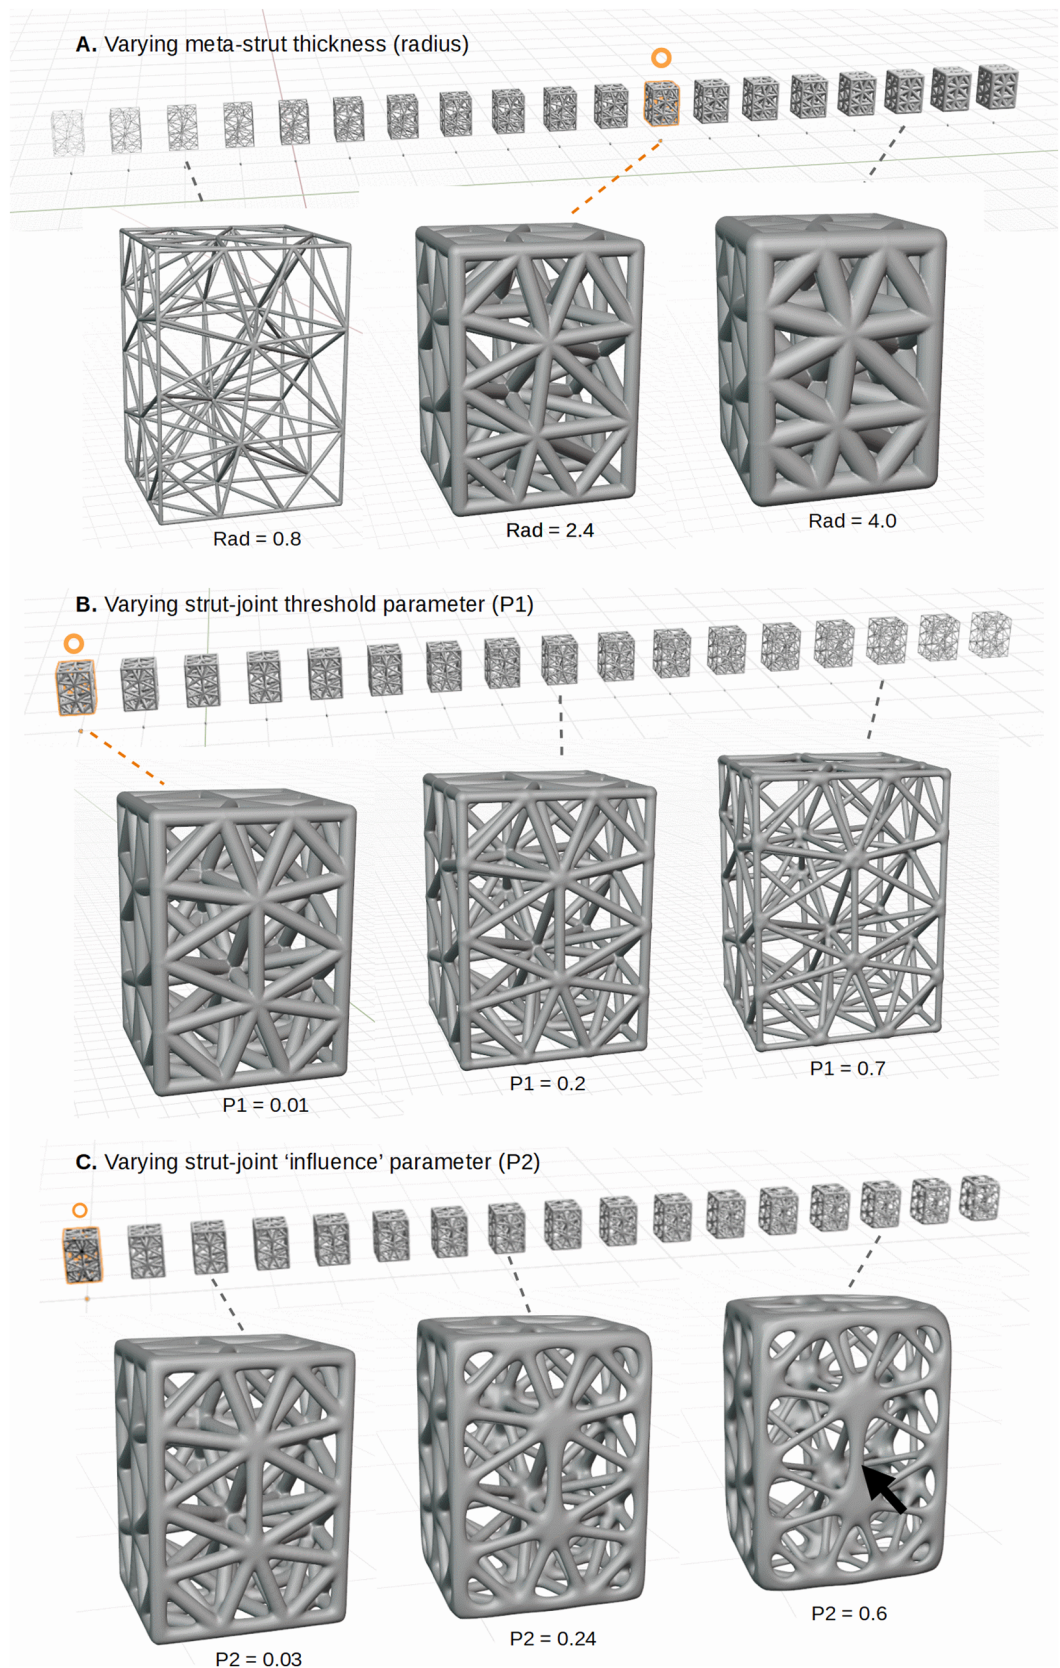 A. Varying meta-strut thickness (radius)
Rad = 0.8
Rad = 2.4
Rad = 4.0
B. Varying strut-joint threshold parameter (P1)
P1 = 0.01
P1 = 0.2
P1 = 0.7
C. Varying strut-joint ‘influence’ parameter (P2)
P2 = 0.03
P2 = 0.24
P2 = 0.6